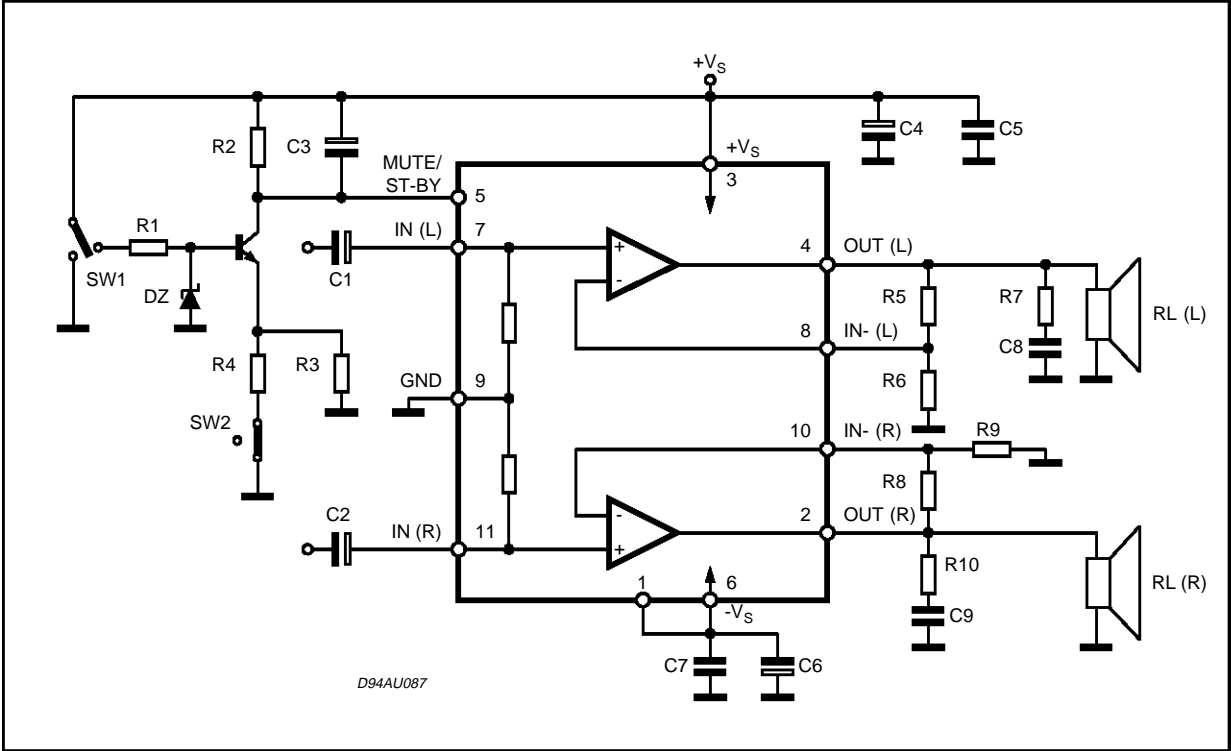 +VS
R2
C3
C4
C5
MUTE/
ST-BY
5
+VS
3
R1
SW1
DZ
C1
IN (L)
7
+
-
4
OUT (L)
R5
R7
RL (L)
8
IN- (L)
C8
R6
R4
R3
GND
9
SW2
10
IN- (R)
R9
R8
C2
IN (R)
11
-
+
2
OUT (R)
R10
RL (R)
1
6
-VS
C9
C7
C6
D94AU087